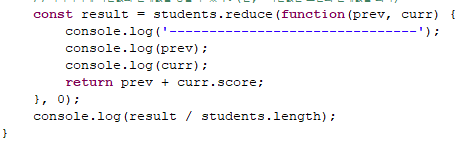 const result = students.reduce(function(prev, curr) {
console.log('-------------------------------');
console.log(prev);
console.log(curr);
return prev + curr.score;
}, 0);
console.log(result / students.length);
}